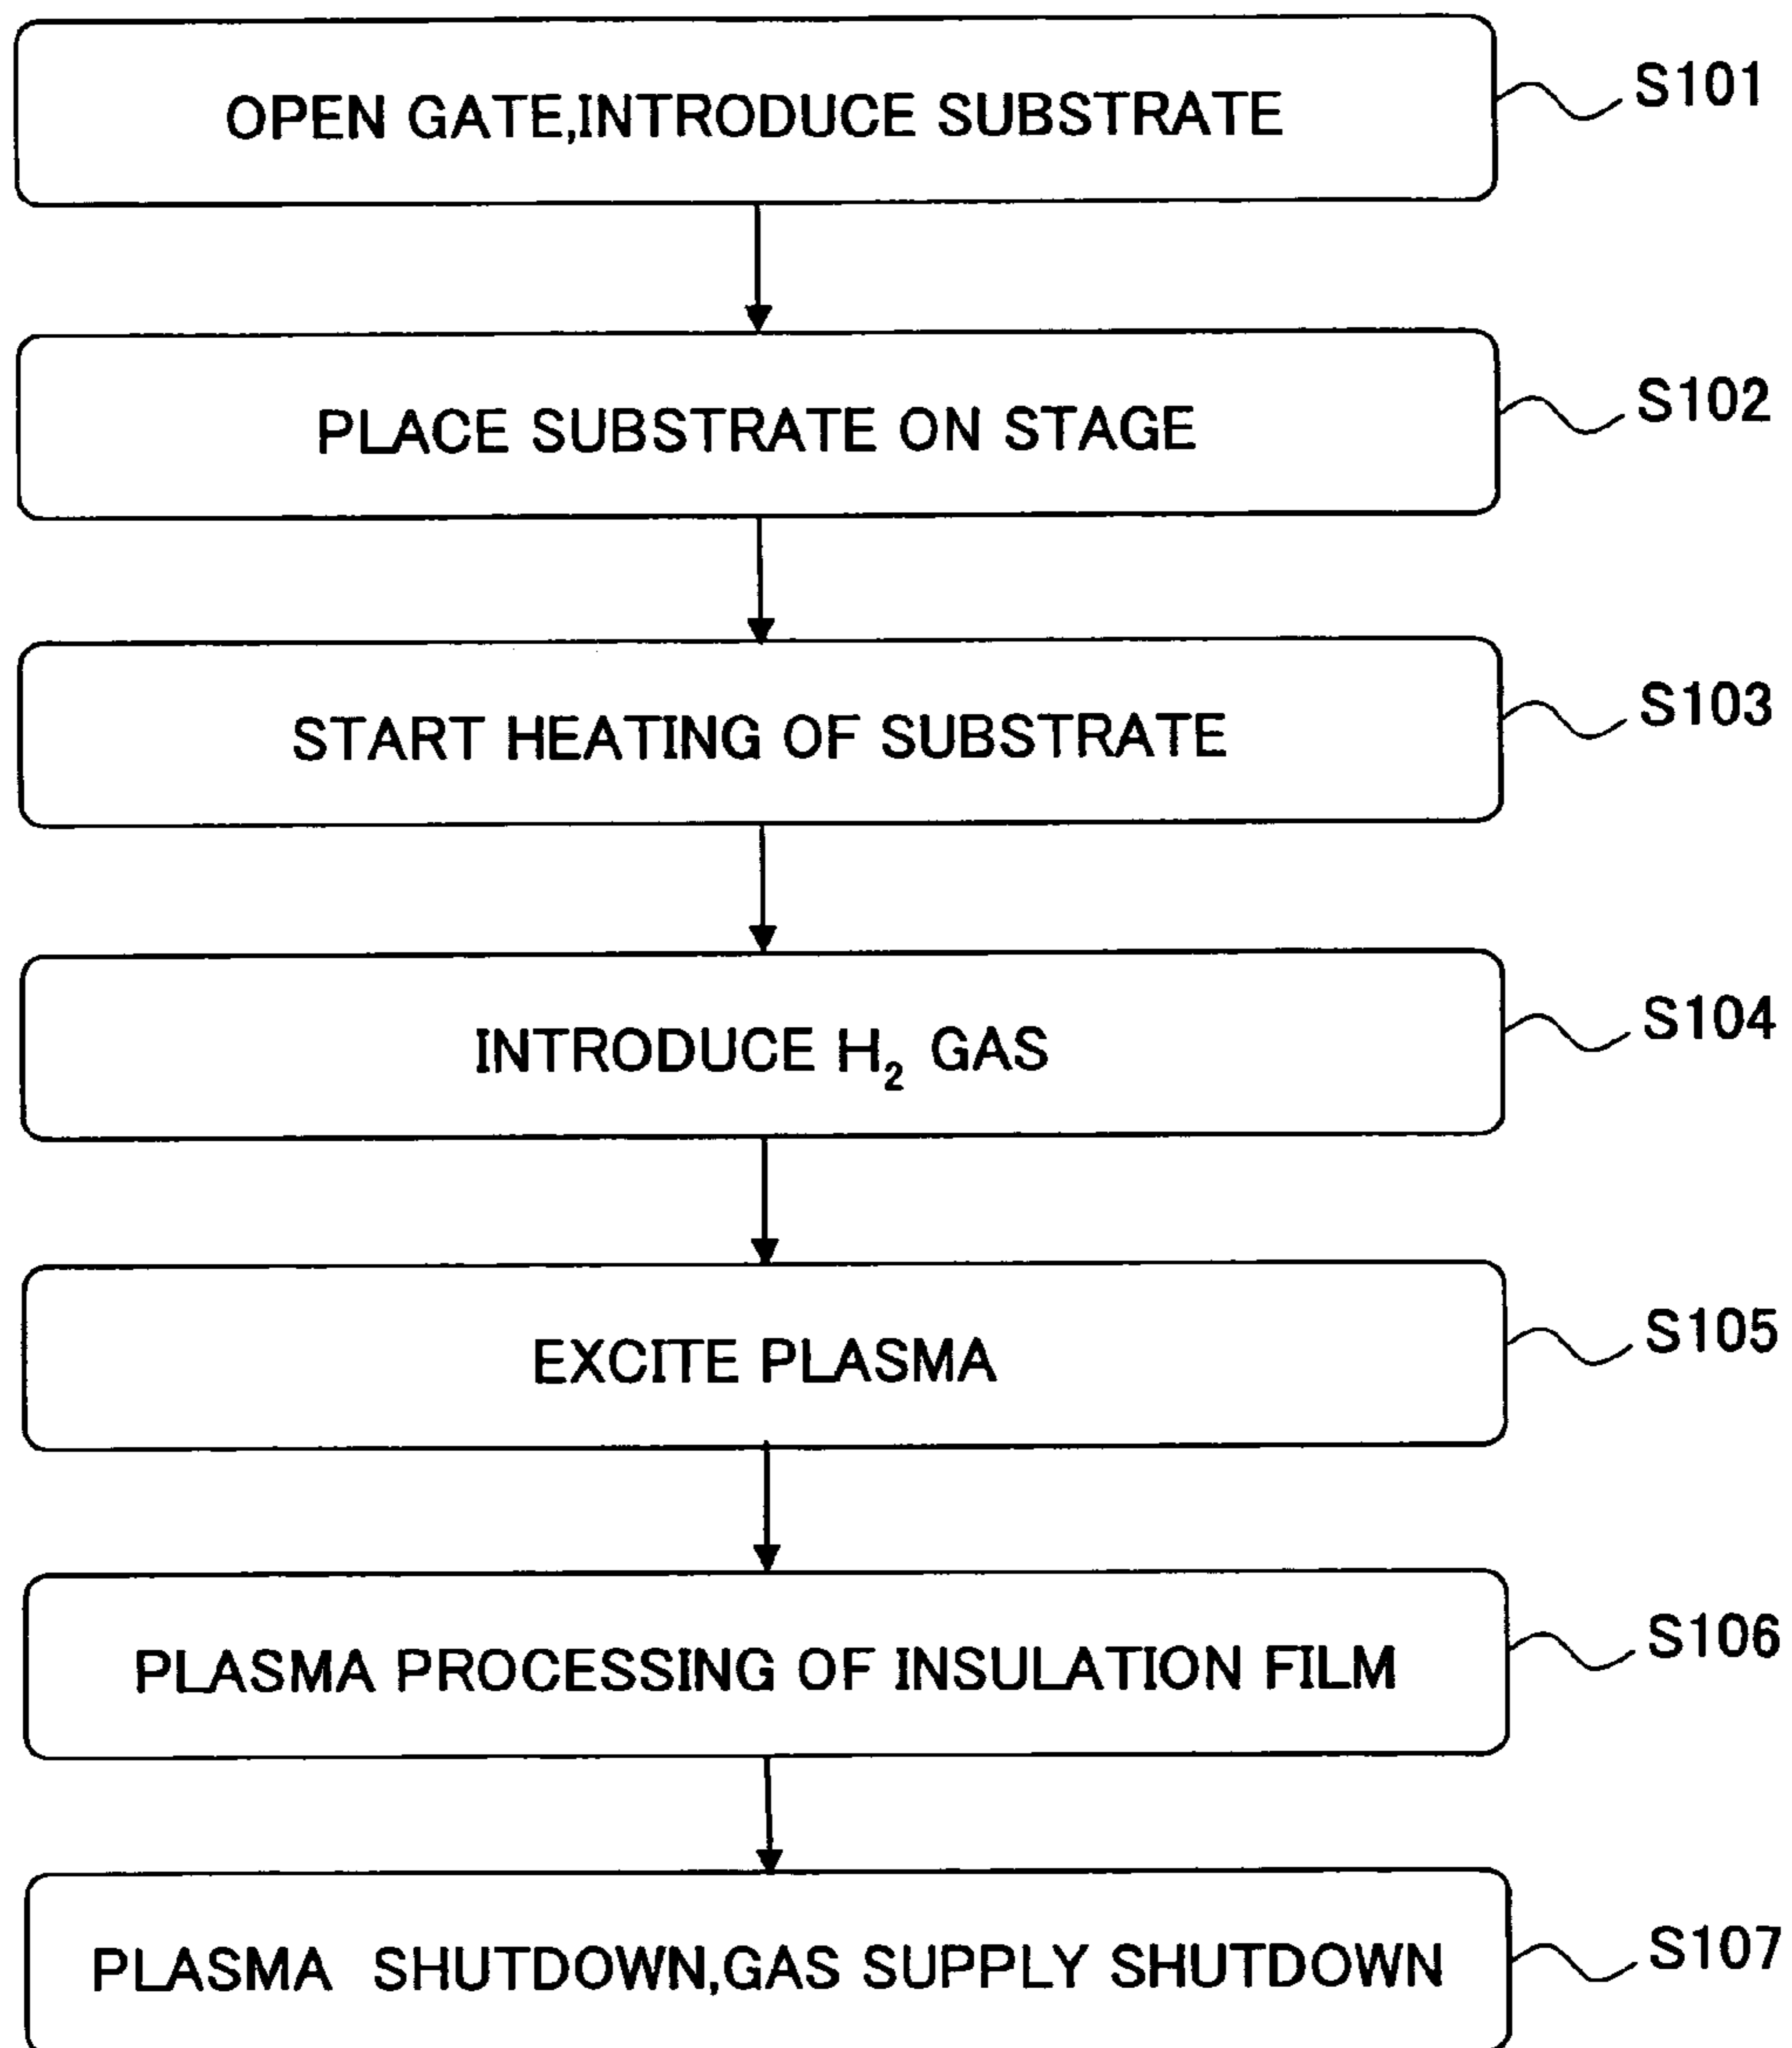 OPEN GATE,INTRODUCE SUBSTRATE
S101
PLACE SUBSTRATE ON STAGE
S102
START HEATING OF SUBSTRATE
S103
INTRODUCE H₂ GAS
S104
EXCITE PLASMA
S105
PLASMA PROCESSING OF INSULATION FILM
S106
PLASMA SHUTDOWN,GAS SUPPLY SHUTDOWN
S107